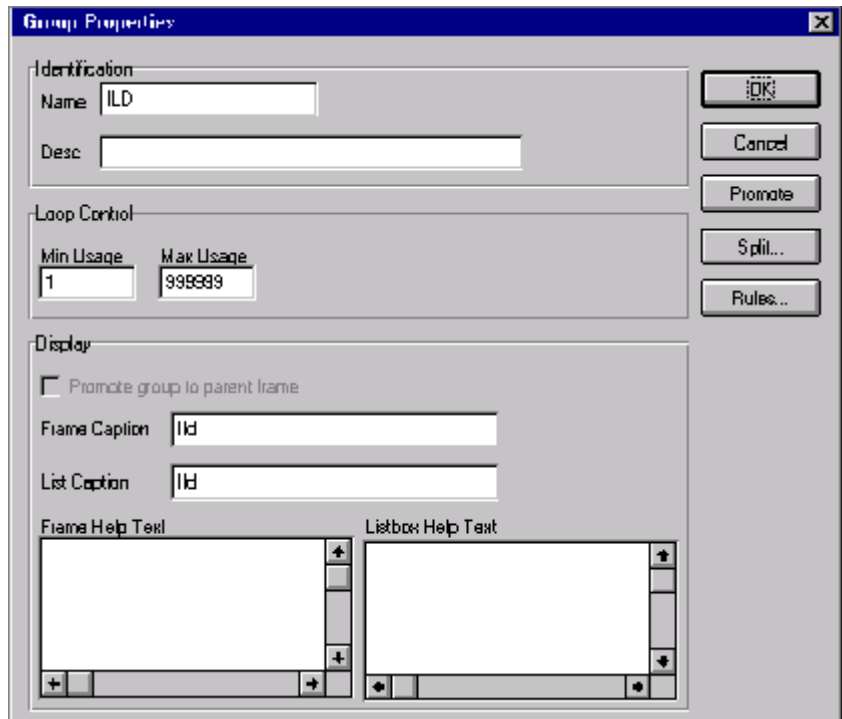 Group Properties
Identification
Name ILD
Desc
Loop Control
Min Usage Max Usage
1 999999
Display
Promote group to parent frame
Frame Caption Ild
List Caption Ild
Frame Help Text Listbox Help Text
OK
Cancel
Promote
Split...
Rules...